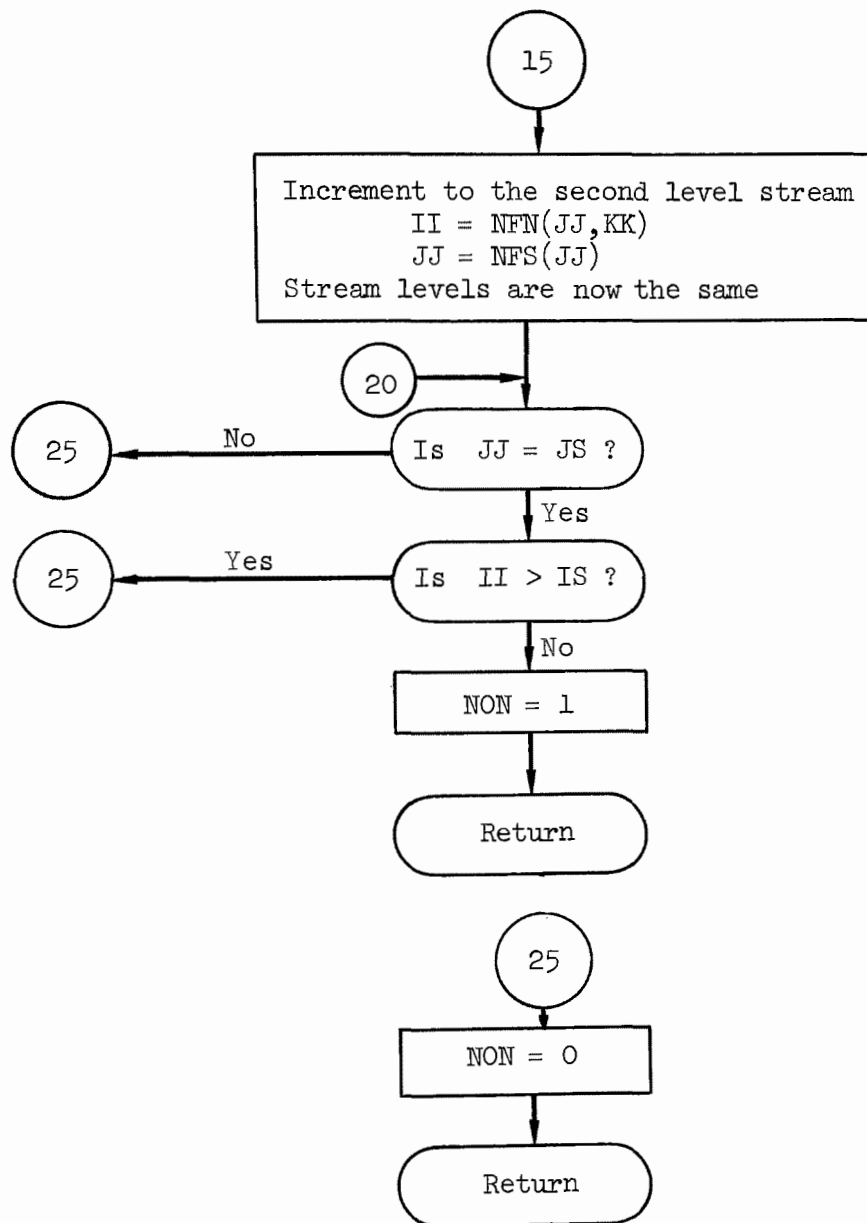 15
Increment to the second level stream
II = NFN(JJ,KK)
JJ = NFS(JJ)
Stream levels are now the same
20
25
No
Is JJ = JS ?
Yes
25
Yes
Is II > IS ?
No
NON = 1
Return
25
NON = 0
Return